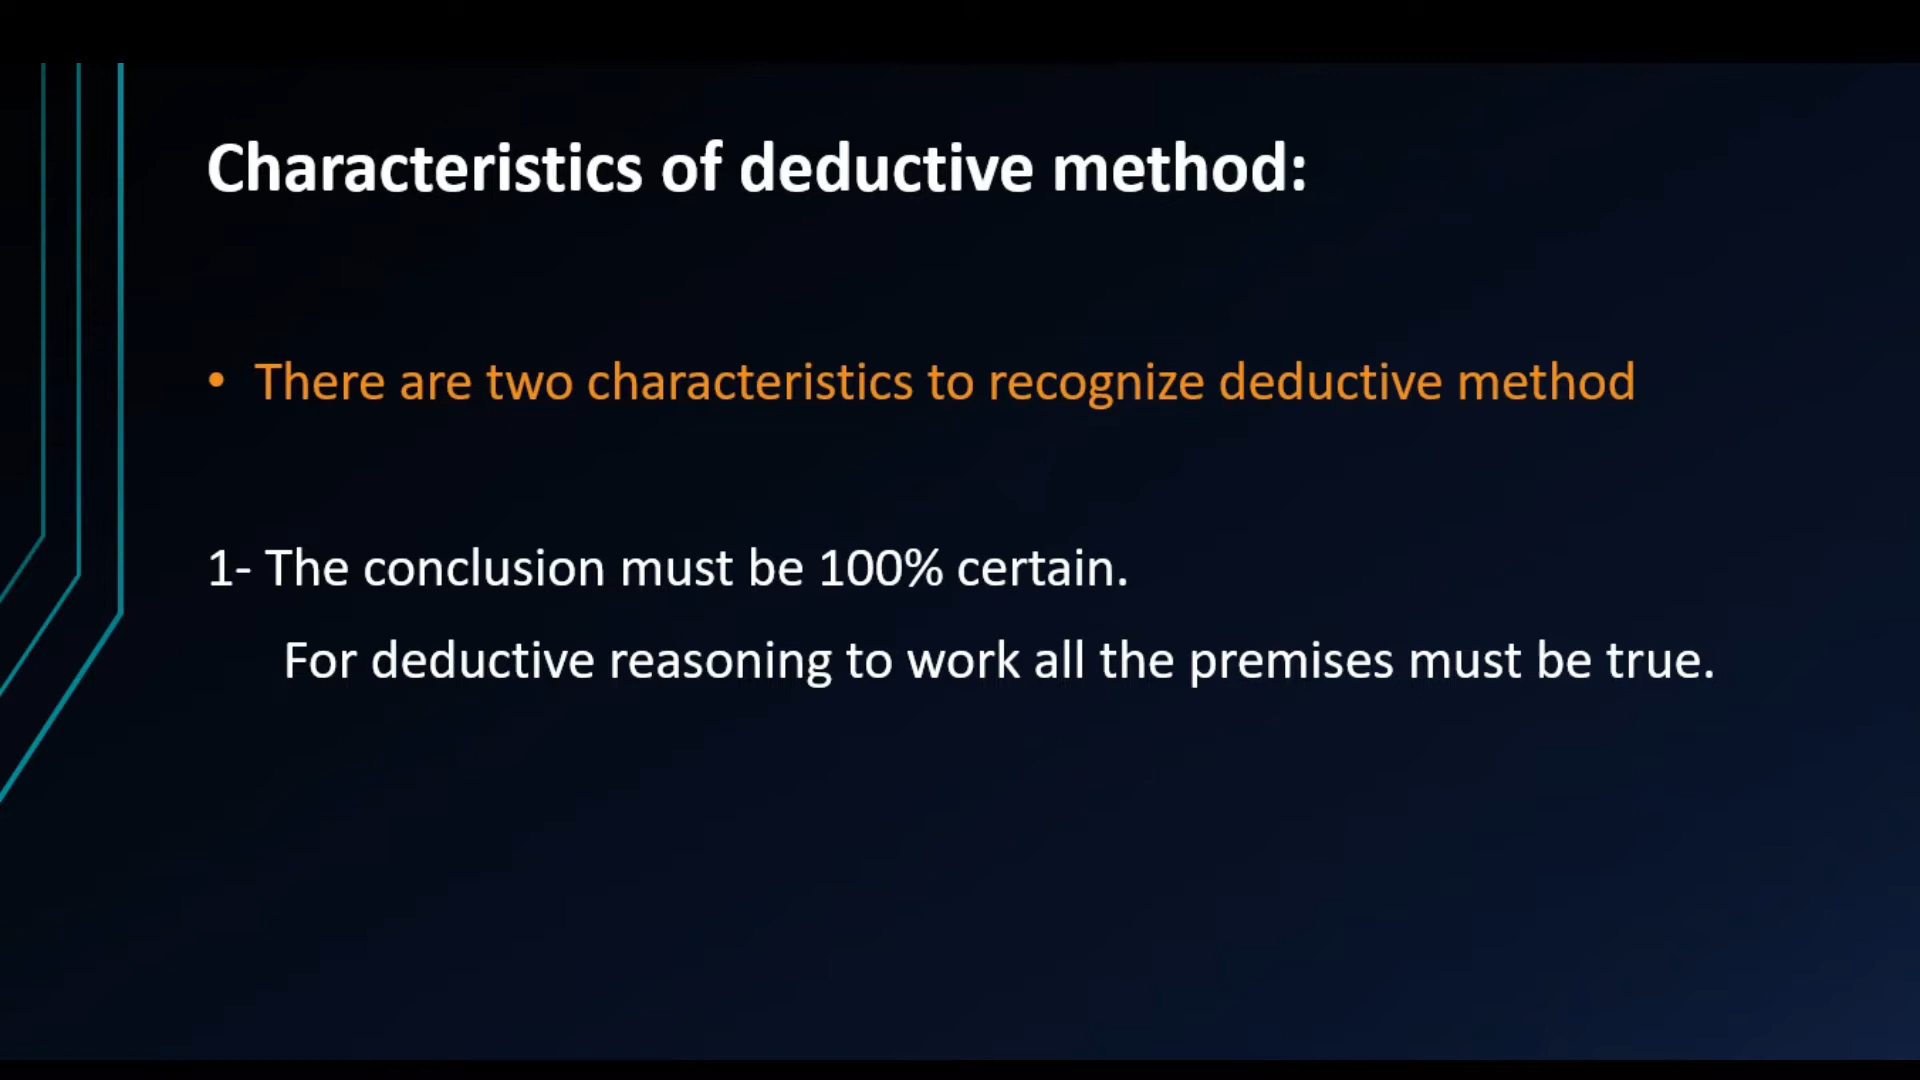 Characteristics of deductive method:
• There are two characteristics to recognize deductive method
1- The conclusion must be 100% certain.
For deductive reasoning to work all the premises must be true.